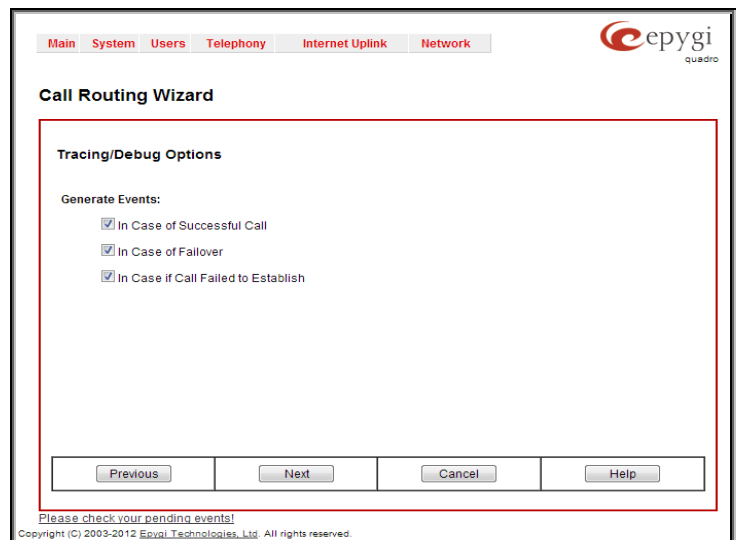 Main System Users Telephony Internet Uplink Network
epygi
quadro
Call Routing Wizard
Tracing/Debug Options
Generate Events:
In Case of Successful Call
In Case of Failover
In Case if Call Failed to Establish
Previous Next Cancel Help
Please check your pending events!
Copyright (C) 2003-2012 Epygi Technologies, Ltd. All rights reserved.